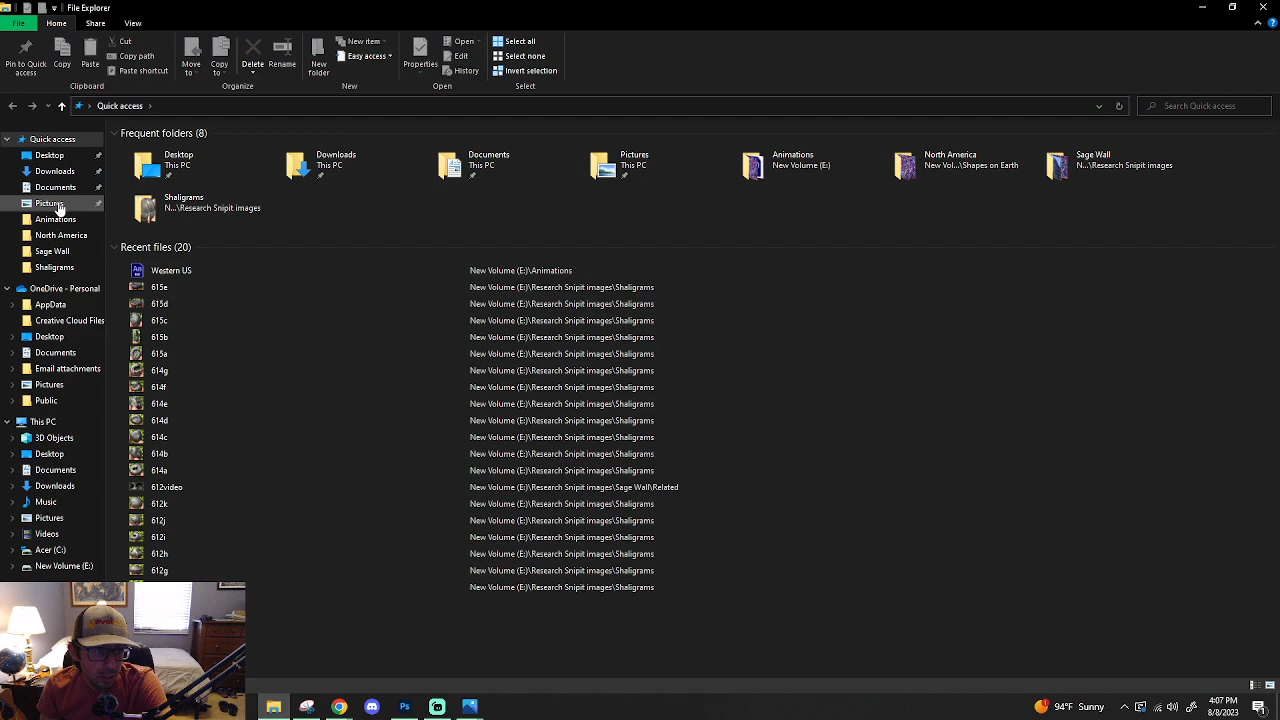 File Explorer
File Home Share View
Pin to Quick access
Copy
Paste
Cut
Copy path
Paste shortcut
Clipboard
Move to
Copy to
Delete
Rename
Organize
New folder
New item
Easy access
New
Properties
Open
Edit
History
Open
Select all
Select none
Invert selection
Select
Quick access
Search Quick access
Quick access
Desktop
Downloads
Documents
Pictures
Animations
North America
Sage Wall
Shaligrams
OneDrive - Personal
AppData
Creative Cloud Files
Desktop
Documents
Email attachments
Pictures
Public
This PC
3D Objects
Desktop
Documents
Downloads
Music
Pictures
Videos
Acer (C:)
New Volume (E:)
Frequent folders (8)
Desktop
This PC
Downloads
This PC
Documents
This PC
Pictures
This PC
Animations
New Volume (E:)
North America
New Vol...\Shapes on Earth
Sage Wall
N...\Research Snipit images
Shaligrams
N...\Research Snipit images
Recent files (20)
Western US New Volume (E:)\Animations
615e New Volume (E:)\Research Snipit images\Shaligrams
615d New Volume (E:)\Research Snipit images\Shaligrams
615c New Volume (E:)\Research Snipit images\Shaligrams
615b New Volume (E:)\Research Snipit images\Shaligrams
615a New Volume (E:)\Research Snipit images\Shaligrams
614g New Volume (E:)\Research Snipit images\Shaligrams
614f New Volume (E:)\Research Snipit images\Shaligrams
614e New Volume (E:)\Research Snipit images\Shaligrams
614d New Volume (E:)\Research Snipit images\Shaligrams
614c New Volume (E:)\Research Snipit images\Shaligrams
614b New Volume (E:)\Research Snipit images\Shaligrams
614a New Volume (E:)\Research Snipit images\Shaligrams
612video New Volume (E:)\Research Snipit images\Sage Wall\Related
612k New Volume (E:)\Research Snipit images\Shaligrams
612j New Volume (E:)\Research Snipit images\Shaligrams
612i New Volume (E:)\Research Snipit images\Shaligrams
612h New Volume (E:)\Research Snipit images\Shaligrams
612g New Volume (E:)\Research Snipit images\Shaligrams
New Volume (E:)\Research Snipit images\Shaligrams
An
Ps
94°F Sunny
4:07 PM
8/8/2023